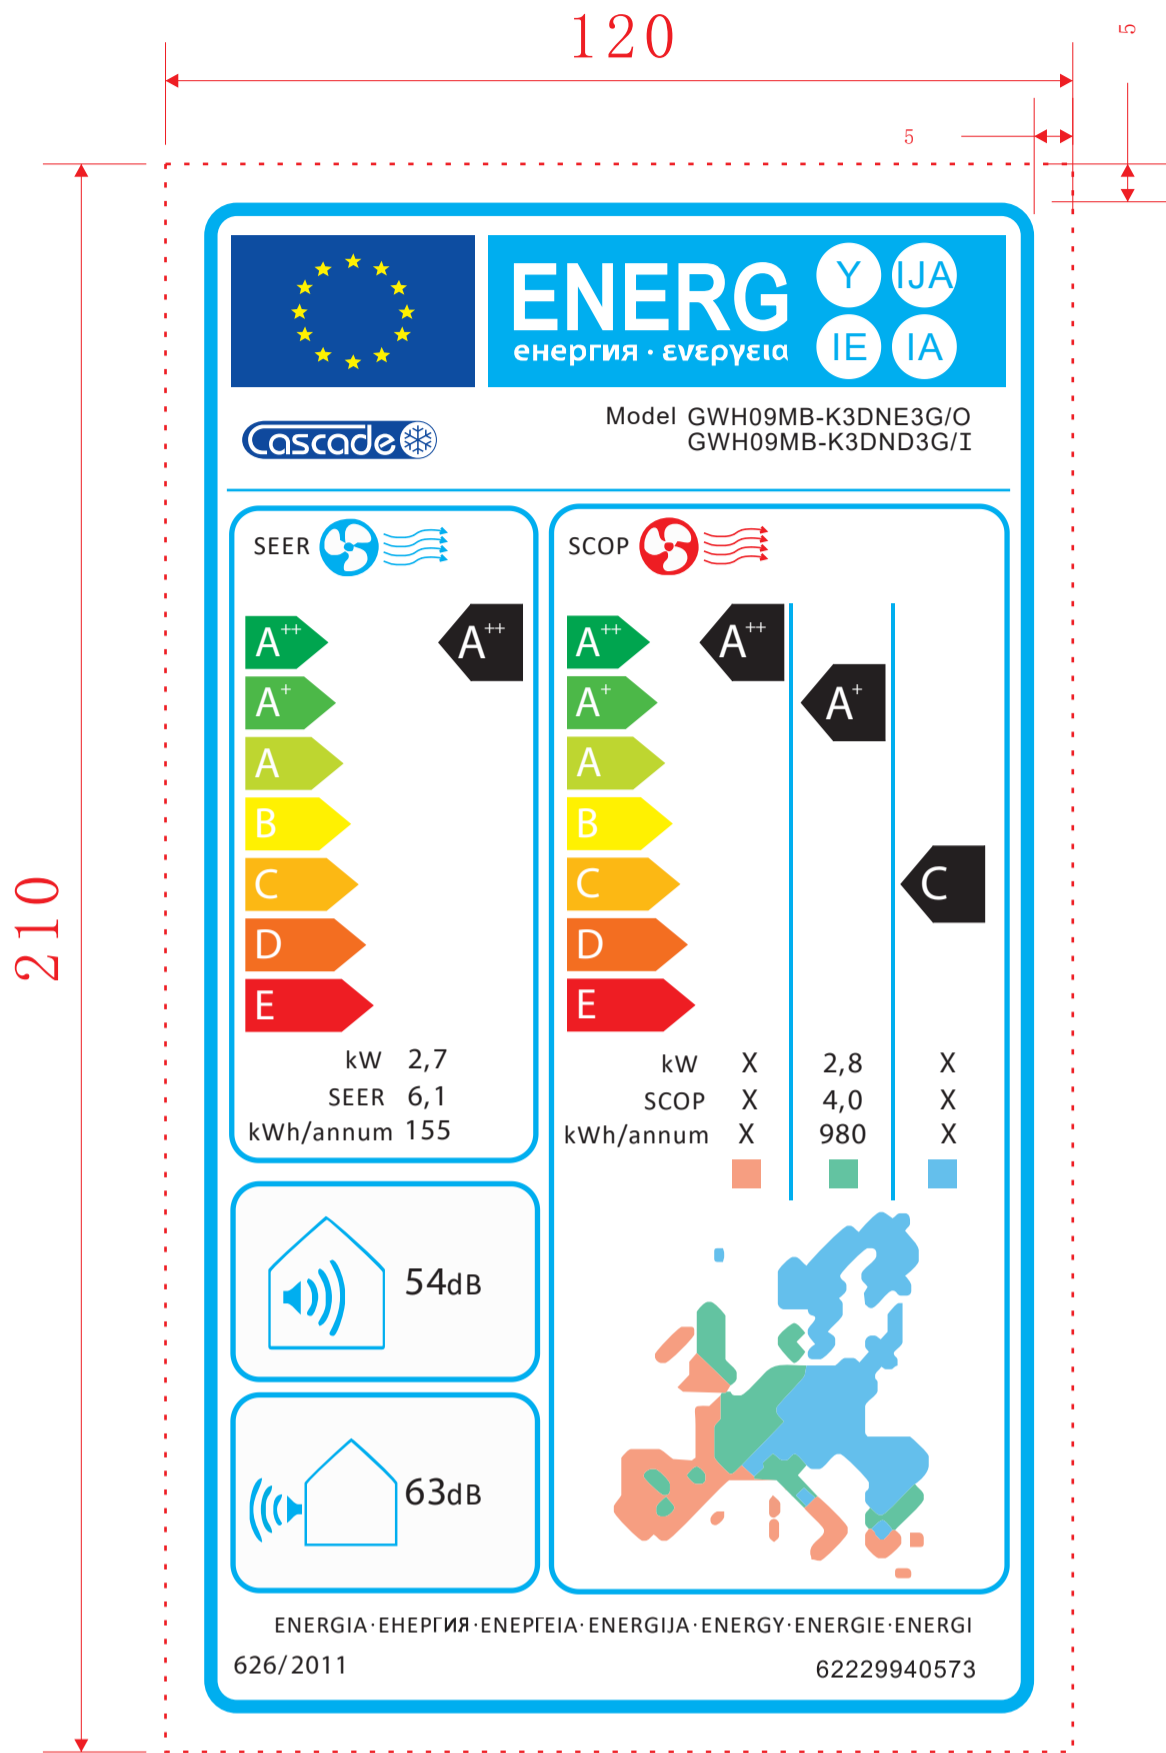 120
5
5
210
ENERG
енергия · ενεργεια
Y IJA
IE IA
Cascade
Model GWH09MB-K3DNE3G/O
GWH09MB-K3DND3G/I
SEER
A++
A++
A+
A
B
C
D
E
kW 2,7
SEER 6,1
kWh/annum 155
SCOP
A++
A++
A+
A+
A
B
C
C
D
E
kW X 2,8 X
SCOP X 4,0 X
kWh/annum X 980 X
54dB
63dB
ENERGIA·ЕНЕРГИЯ·ΕΝΕΡΓΕΙΑ·ENERGIJA·ENERGY·ENERGIE·ENERGI
626/2011
62229940573